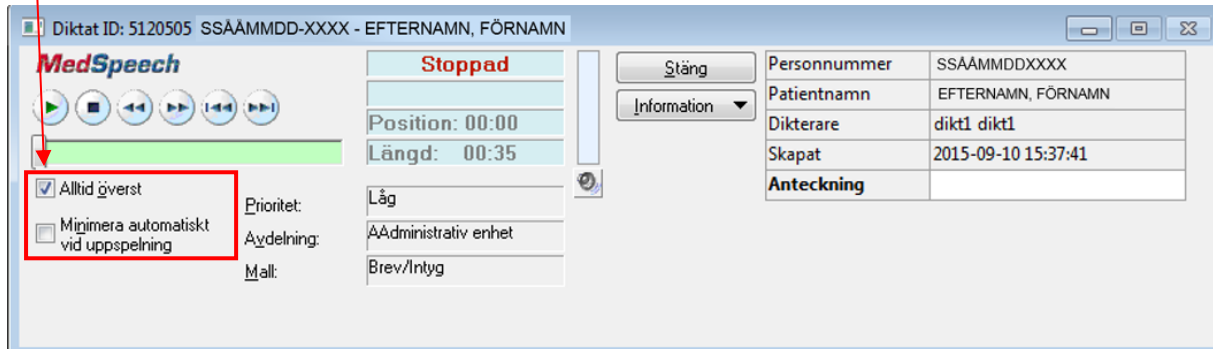 Diktat ID: 5120505 SSÅÅMMDD-XXXX - EFTERNAMN, FÖRNAMN
MedSpeech
Stoppad
Position: 00:00
Längd: 00:35
Alltid överst
Minimera automatiskt
vid uppspelning
Prioritet: Låg
Avdelning: AAdministrativ enhet
Mall: Brev/Intyg
Stäng
Information
Personnummer SSÅÅMMDDXXXX
Patientnamn EFTERNAMN, FÖRNAMN
Dikterare dikt1 dikt1
Skapat 2015-09-10 15:37:41
Anteckning